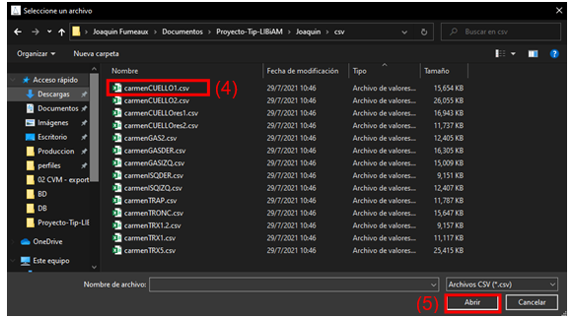 Seleccione un archivo
Joaquin Fumeaux > Documentos > Proyecto-Tip-LIBiAM > Joaquin > csv
Buscar en csv
Organizar
Nueva carpeta
Nombre Fecha de modificación Tipo Tamaño
Acceso rápido
Descargas
Documentos
Imágenes
Escritorio
Produccion
perfiles
02 CVM - export
BD
DB
Proyecto-Tip-LIE
OneDrive
Este equipo
carmenCUELLO1.csv 29/7/2021 10:46 Archivo de valores... 15,654 KB
(4)
carmenCUELLO2.csv 29/7/2021 10:46 Archivo de valores... 26,055 KB
carmenCUELLOres1.csv 29/7/2021 10:46 Archivo de valores... 16,943 KB
carmenCUELLOres2.csv 29/7/2021 10:46 Archivo de valores... 11,737 KB
carmenGAS2.csv 29/7/2021 10:46 Archivo de valores... 12,405 KB
carmenGASDER.csv 29/7/2021 10:46 Archivo de valores... 16,305 KB
carmenGASIZQ.csv 29/7/2021 10:46 Archivo de valores... 15,009 KB
carmenISQDER.csv 29/7/2021 10:46 Archivo de valores... 9,151 KB
carmenISQIZQ.csv 29/7/2021 10:46 Archivo de valores... 12,407 KB
carmenTRAP.csv 29/7/2021 10:46 Archivo de valores... 11,787 KB
carmenTRONC.csv 29/7/2021 10:46 Archivo de valores... 15,647 KB
carmenTRX1.2.csv 29/7/2021 10:46 Archivo de valores... 9,157 KB
carmenTRX1.csv 29/7/2021 10:46 Archivo de valores... 11,117 KB
carmenTRX5.csv 29/7/2021 10:46 Archivo de valores... 25,415 KB
Nombre de archivo:
Archivos CSV (*.csv)
(5)
Abrir
Cancelar